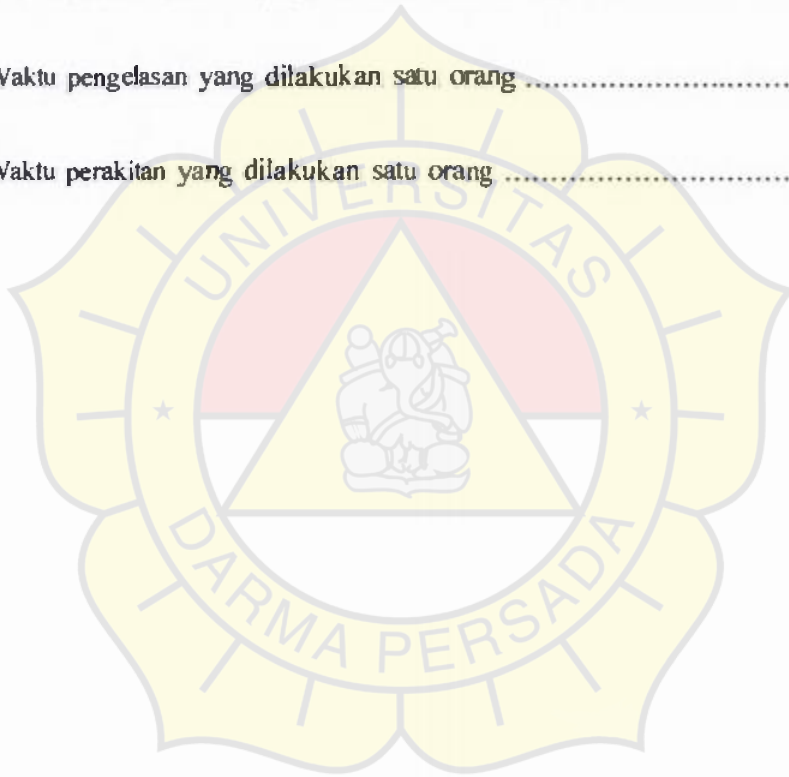 Vaktu pengelasan yang dilakukan satu orang ................................
Vaktu perakitan yang dilakukan satu orang ..................................
UNIVERSITAS
DARMA PERSADA